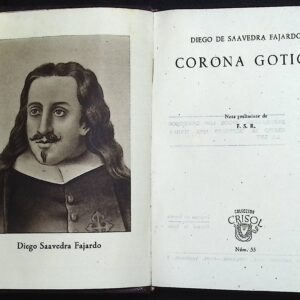 Diego Saavedra Fajardo
DIEGO DE SAAVEDRA FAJARDO
CORONA GOTIC
Nota preliminar de
F. S. R.
COLECCIÓN
CRISOL
Núm. 55